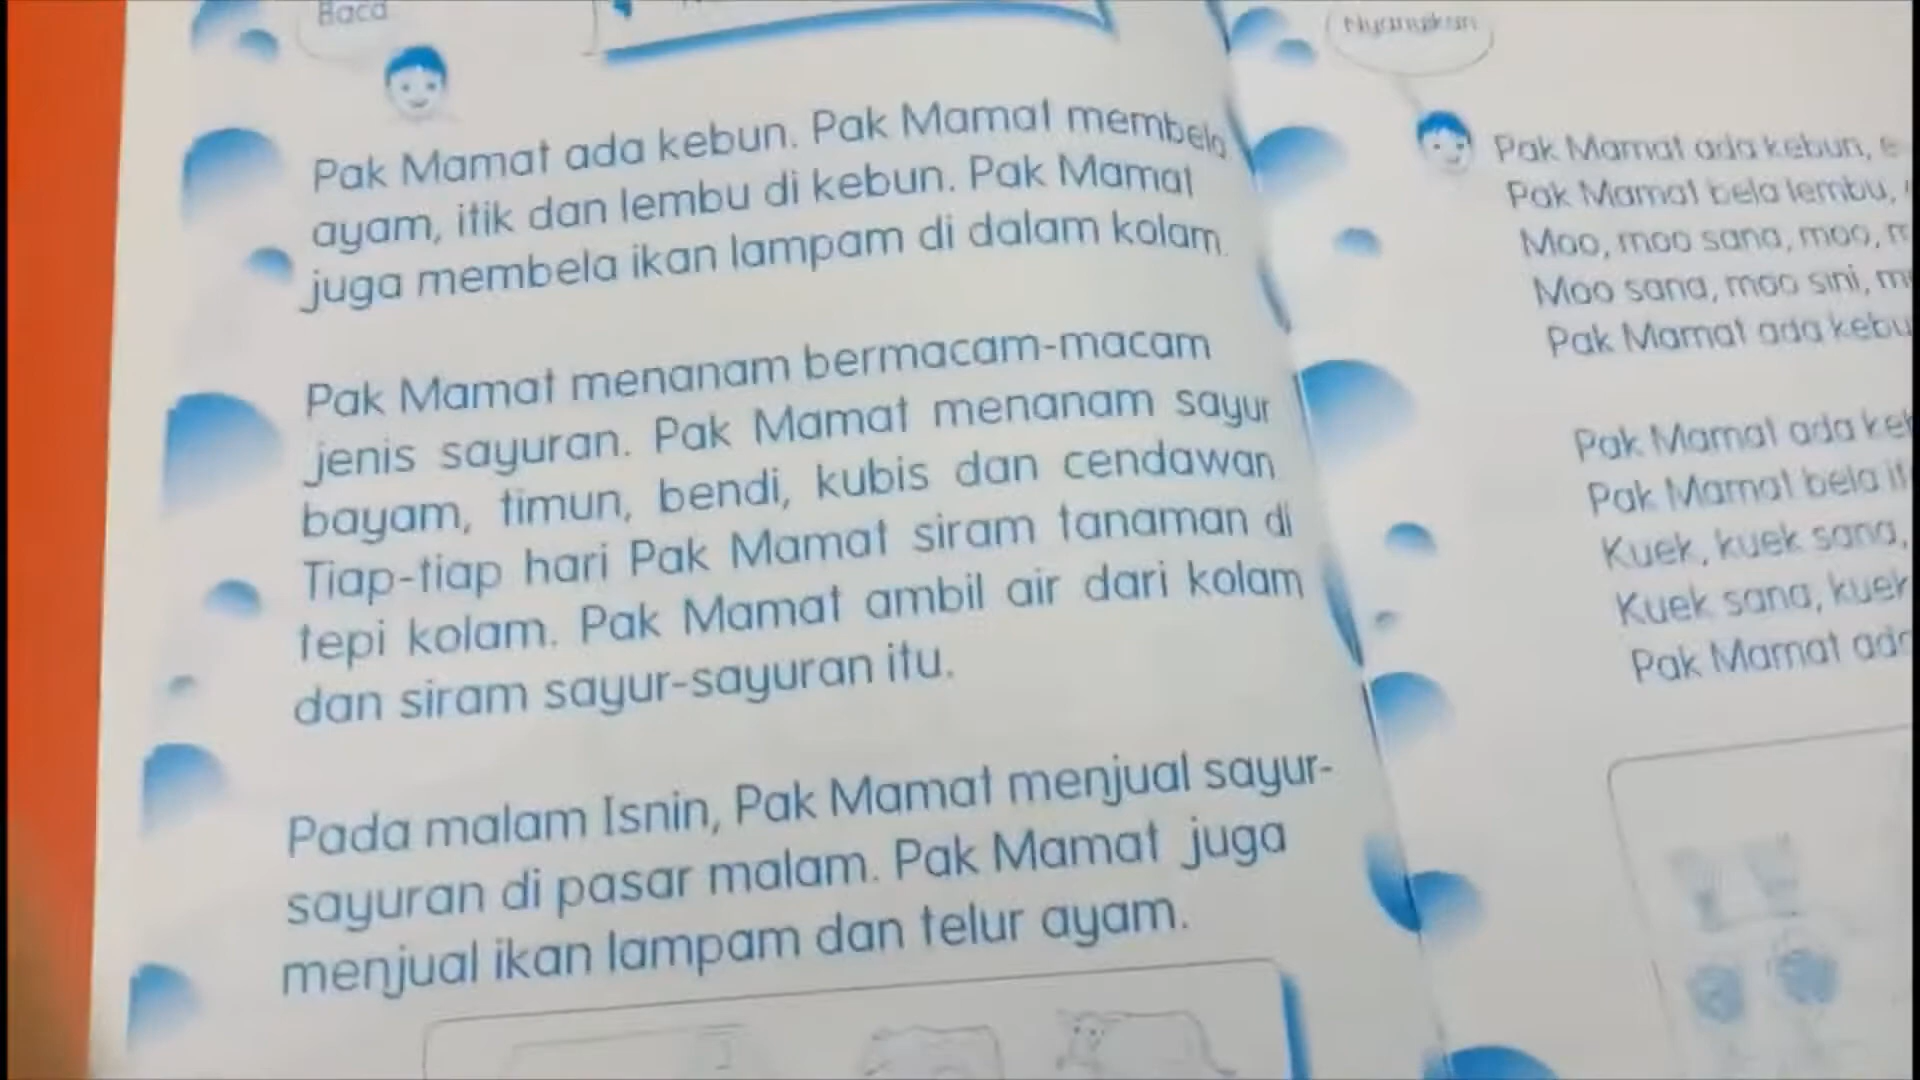 Baca
Pak Mamat ada kebun. Pak Mamat membela
ayam, itik dan lembu di kebun. Pak Mamat
juga membela ikan lampam di dalam kolam.
Pak Mamat menanam bermacam-macam
jenis sayuran. Pak Mamat menanam sayur
bayam, timun, bendi, kubis dan cendawan
Tiap-tiap hari Pak Mamat siram tanaman di
tepi kolam. Pak Mamat ambil air dari kolam
dan siram sayur-sayuran itu.
Pada malam Isnin, Pak Mamat menjual sayur-
sayuran di pasar malam. Pak Mamat juga
menjual ikan lampam dan telur ayam.
Nyanyikan
Pak Mamat ada kebun,
Pak Mamat bela lembu,
Moo, moo sana, moo,
Moo sana, moo sini,
Pak Mamat ada
Pak Mamat ada
Pak Mamat bela
Kuek, kuek sana,
Kuek sana, kuek
Pak Mamat